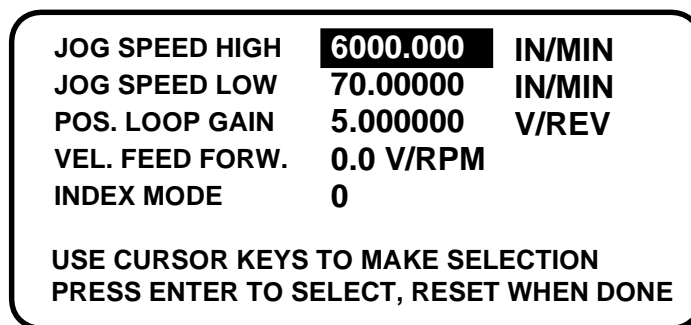 JOG SPEED HIGH 6000.000 IN/MIN
JOG SPEED LOW 70.00000 IN/MIN
POS. LOOP GAIN 5.000000 V/REV
VEL. FEED FORW. 0.0 V/RPM
INDEX MODE 0
USE CURSOR KEYS TO MAKE SELECTION
PRESS ENTER TO SELECT, RESET WHEN DONE